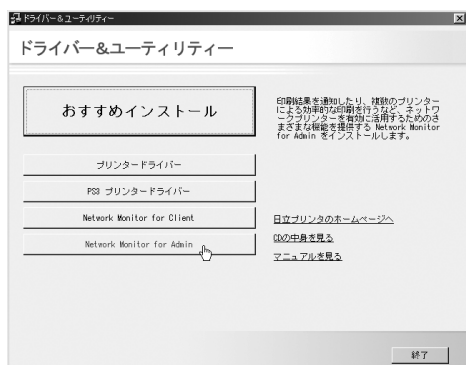 ドライバー&ユーティリティー
ドライバー&ユーティリティー
おすすめインストール
プリンタードライバー
PS3 プリンタードライバー
Network Monitor for Client
Network Monitor for Admin
印刷結果を通知したり、複数のプリンター
による効率的な印刷を行うなど、ネットワ
ークプリンターを有効に活用するためのさ
まざまな機能を提供する Network Monitor
for Admin をインストールします。
日立プリンタのホームページへ
CDの中身を見る
マニュアルを見る
終了